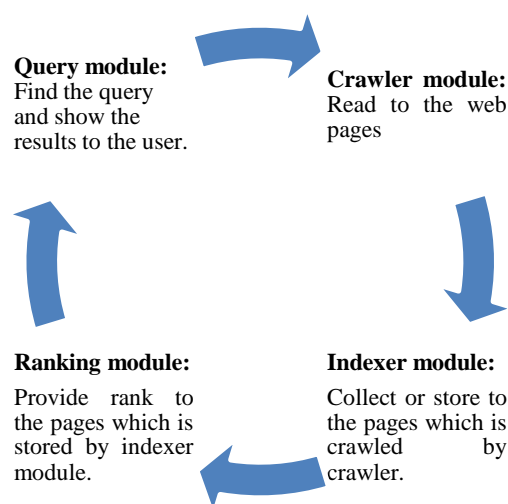 Query module:
Find the query
and show the
results to the user.
Crawler module:
Read to the web
pages
Ranking module:
Provide rank to
the pages which is
stored by indexer
module.
Indexer module:
Collect or store to
the pages which is
crawled by
crawler.